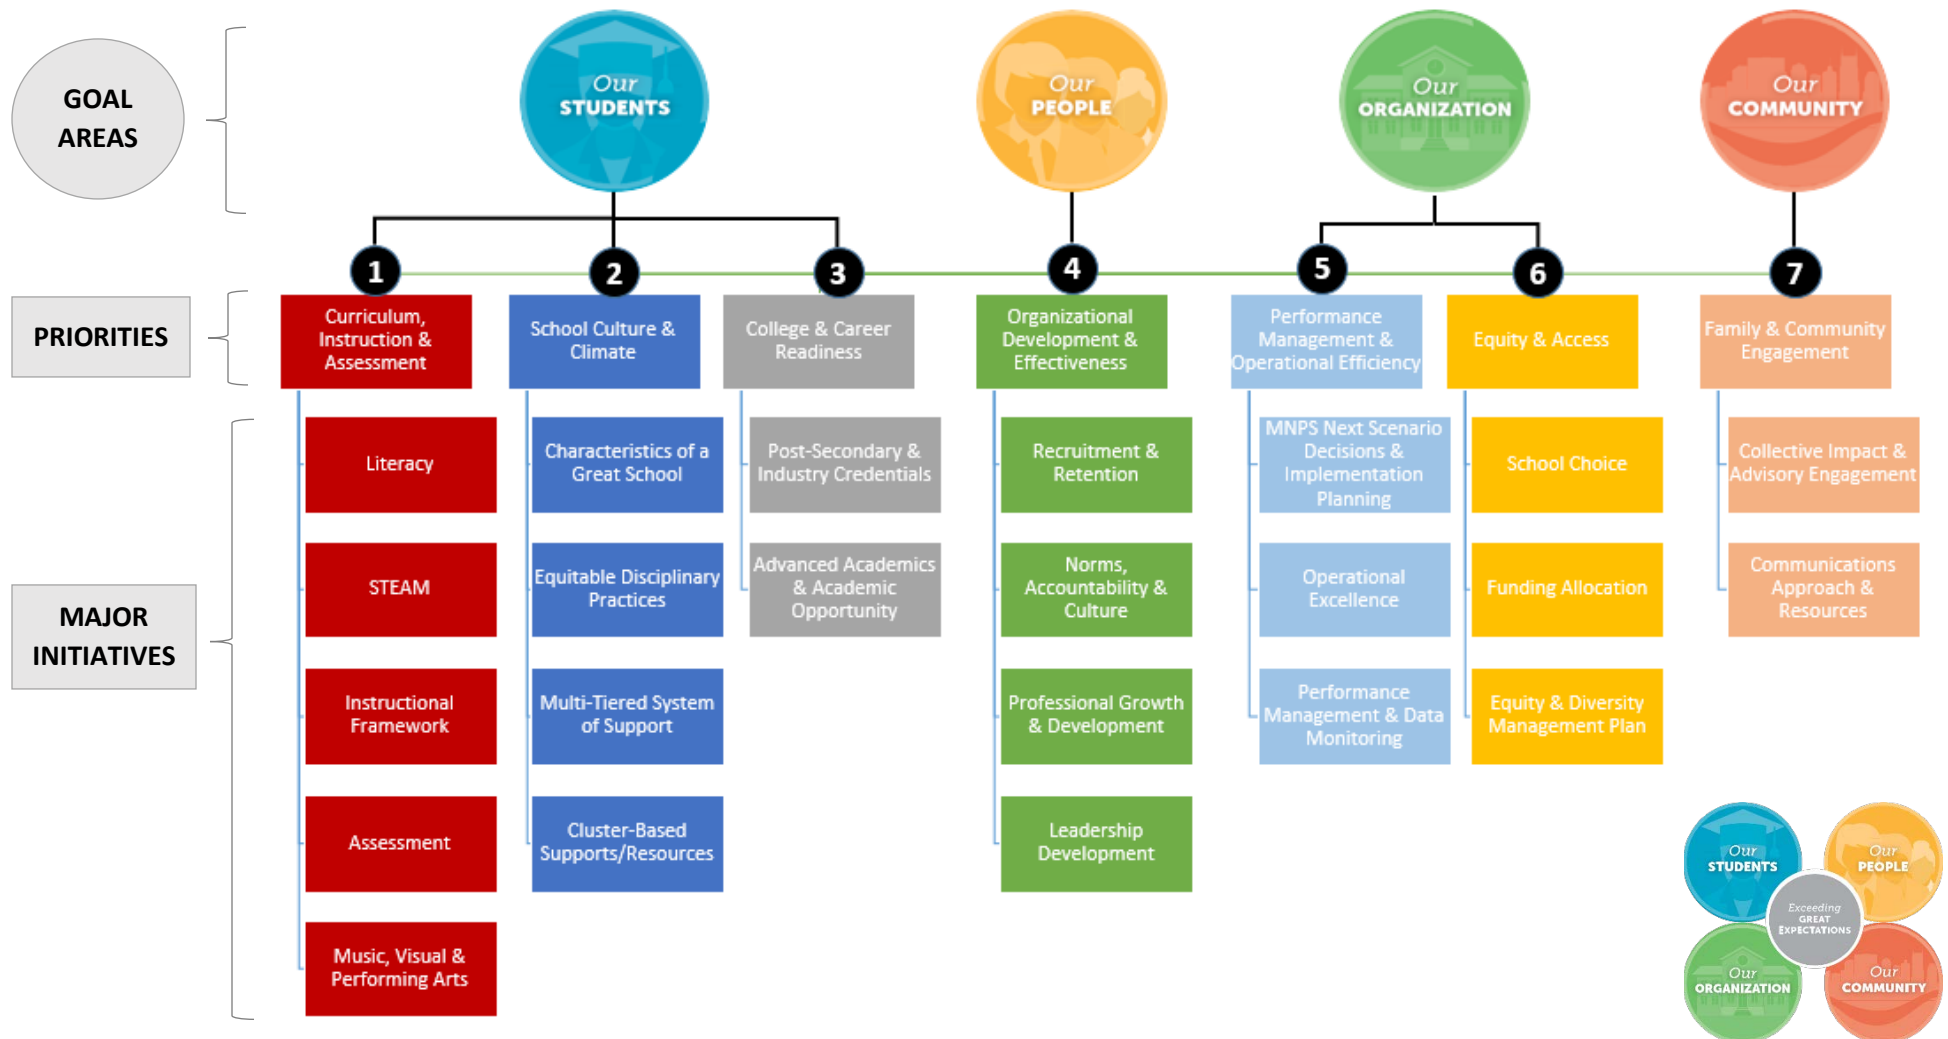 GOAL
AREAS
Our
STUDENTS
Our
PEOPLE
Our
ORGANIZATION
Our
COMMUNITY
1
2
3
4
5
6
7
PRIORITIES
Curriculum,
Instruction &
Assessment
School Culture &
Climate
College & Career
Readiness
Organizational
Development &
Effectiveness
Performance
Management &
Operational Efficiency
Equity & Access
Family & Community
Engagement
MAJOR
INITIATIVES
Literacy
STEAM
Instructional
Framework
Assessment
Music, Visual &
Performing Arts
Characteristics of a
Great School
Equitable Disciplinary
Practices
Multi-Tiered System
of Support
Cluster-Based
Supports/Resources
Post-Secondary &
Industry Credentials
Advanced Academics
& Academic
Opportunity
Recruitment &
Retention
Norms,
Accountability &
Culture
Professional Growth
& Development
Leadership
Development
MNPS Next Scenario
Decisions &
Implementation
Planning
Operational
Excellence
Performance
Management & Data
Monitoring
School Choice
Funding Allocation
Equity & Diversity
Management Plan
Collective Impact &
Advisory Engagement
Communications
Approach &
Resources
Our
STUDENTS
Our
PEOPLE
Exceeding
GREAT
EXPECTATIONS
Our
ORGANIZATION
Our
COMMUNITY